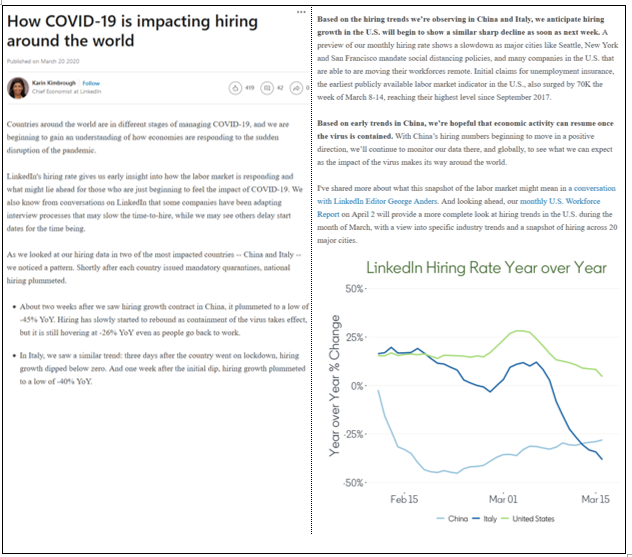 How COVID-19 is impacting hiring
around the world
Published on March 20 2020
Karin Kimbrough Follow
Chief Economist at LinkedIn
419
42
0
Countries around the world are in different stages of managing COVID-19, and we are
beginning to gain an understanding of how economies are responding to the sudden
disruption of the pandemic.
LinkedIn's hiring rate gives us early insight into how the labor market is responding and
what might lie ahead for those who are just beginning to feel the impact of COVID-19. We
also know from conversations on LinkedIn that some companies have been adapting
interview processes that may slow the time-to-hire, while we may see others delay start
dates for the time being.
As we looked at our hiring data in two of the most impacted countries -- China and Italy --
we noticed a pattern. Shortly after each country issued mandatory quarantines, national
hiring plummeted.
• About two weeks after we saw hiring growth contract in China, it plummeted to a low of
-45% YoY. Hiring has slowly started to rebound as containment of the virus takes effect,
but it is still hovering at -26% YoY even as people go back to work.
• In Italy, we saw a similar trend: three days after the country went on lockdown, hiring
growth dipped below zero. And one week after the initial dip, hiring growth plummeted
to a low of -40% YoY.
Based on the hiring trends we're observing in China and Italy, we anticipate hiring
growth in the U.S. will begin to show a similar sharp decline as soon as next week. A
preview of our monthly hiring rate shows a slowdown as major cities like Seattle, New York
and San Francisco mandate social distancing policies, and many companies in the U.S. that
are able to are moving their workforces remote. Initial claims for unemployment insurance,
the earliest publicly available labor market indicator in the U.S., also surged by 70K the
week of March 8-14, reaching their highest level since September 2017.
Based on early trends in China, we're hopeful that economic activity can resume once
the virus is contained. With China's hiring numbers beginning to move in a positive
direction, we'll continue to monitor our data there, and globally, to see what we can expect
as the impact of the virus makes its way around the world.
I've shared more about what this snapshot of the labor market might mean in a conversation
with LinkedIn Editor George Anders. And looking ahead, our monthly U.S. Workforce
Report on April 2 will provide a more complete look at hiring trends in the U.S. during the
month of March, with a view into specific industry trends and a snapshot of hiring across 20
major cities.
LinkedIn Hiring Rate Year over Year
Year over Year % Change
50%
25%
0%
-25%
-50%
Feb 15
Mar 01
Mar 15
China Italy United States